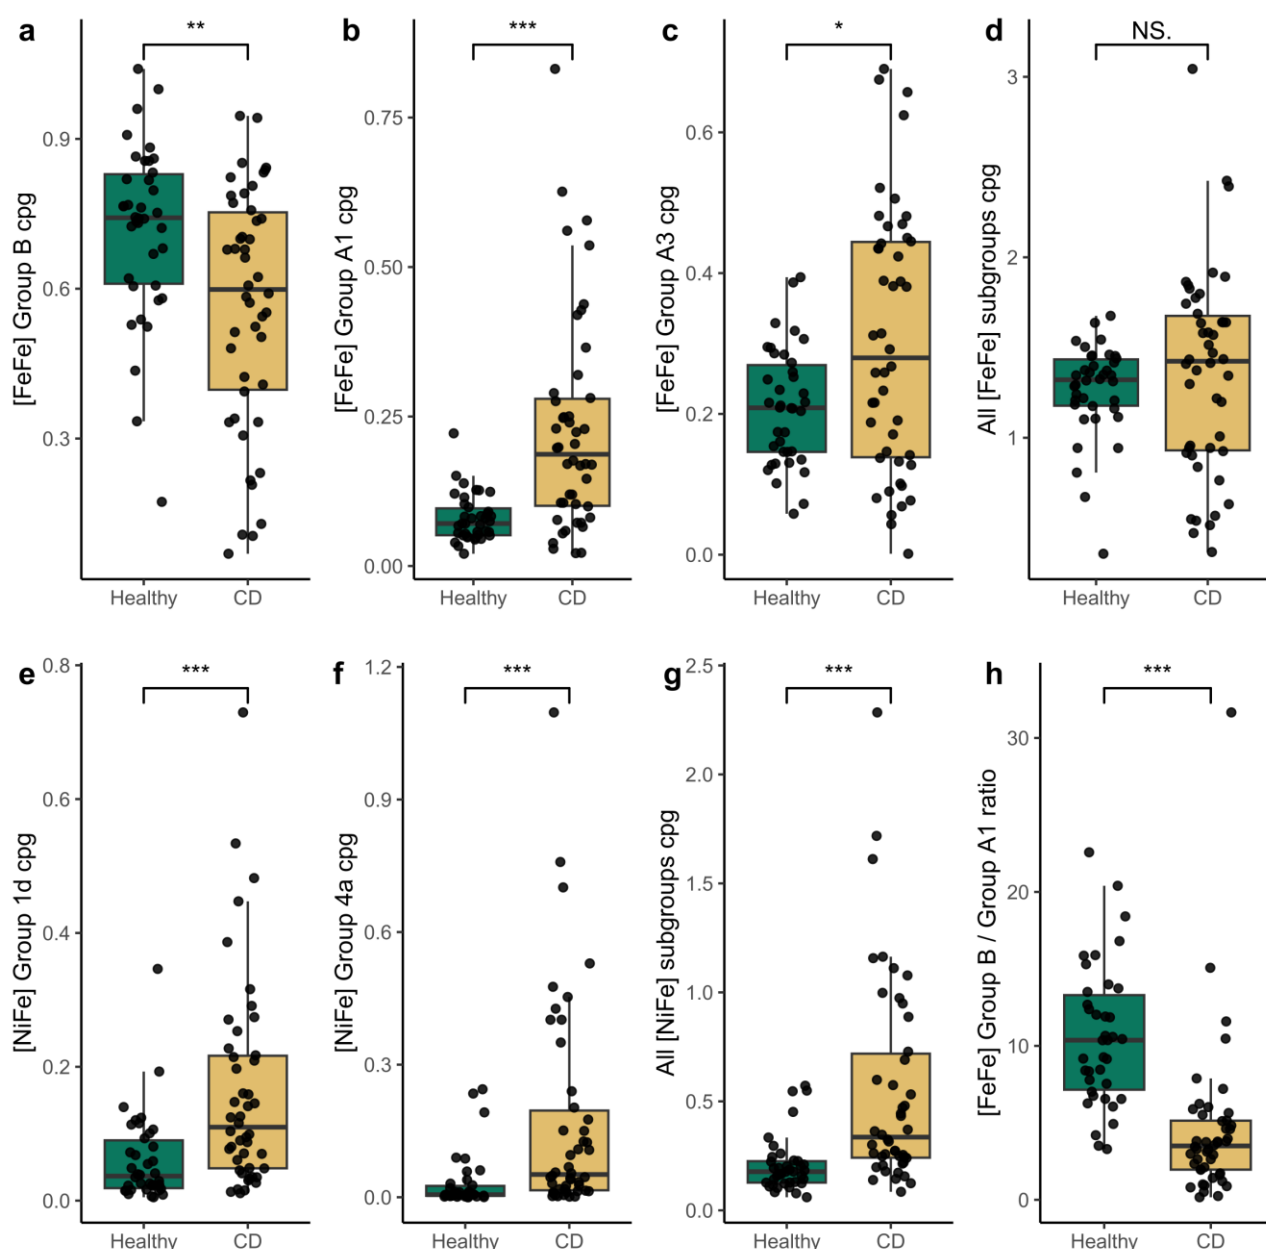 a
**
[FeFe] Group B cpg
0.9
0.6
0.3
Healthy CD
b
***
[FeFe] Group A1 cpg
0.75
0.50
0.25
0.00
Healthy CD
c
*
[FeFe] Group A3 cpg
0.6
0.4
0.2
0.0
Healthy CD
d
NS.
All [FeFe] subgroups cpg
3
2
1
Healthy CD
e
***
[NiFe] Group 1d cpg
0.8
0.6
0.4
0.2
0.0
Healthy CD
f
***
[NiFe] Group 4a cpg
1.2
0.9
0.6
0.3
0.0
Healthy CD
g
***
All [NiFe] subgroups cpg
2.5
2.0
1.5
1.0
0.5
0.0
Healthy CD
h
***
[FeFe] Group B / Group A1 ratio
30
20
10
0
Healthy CD